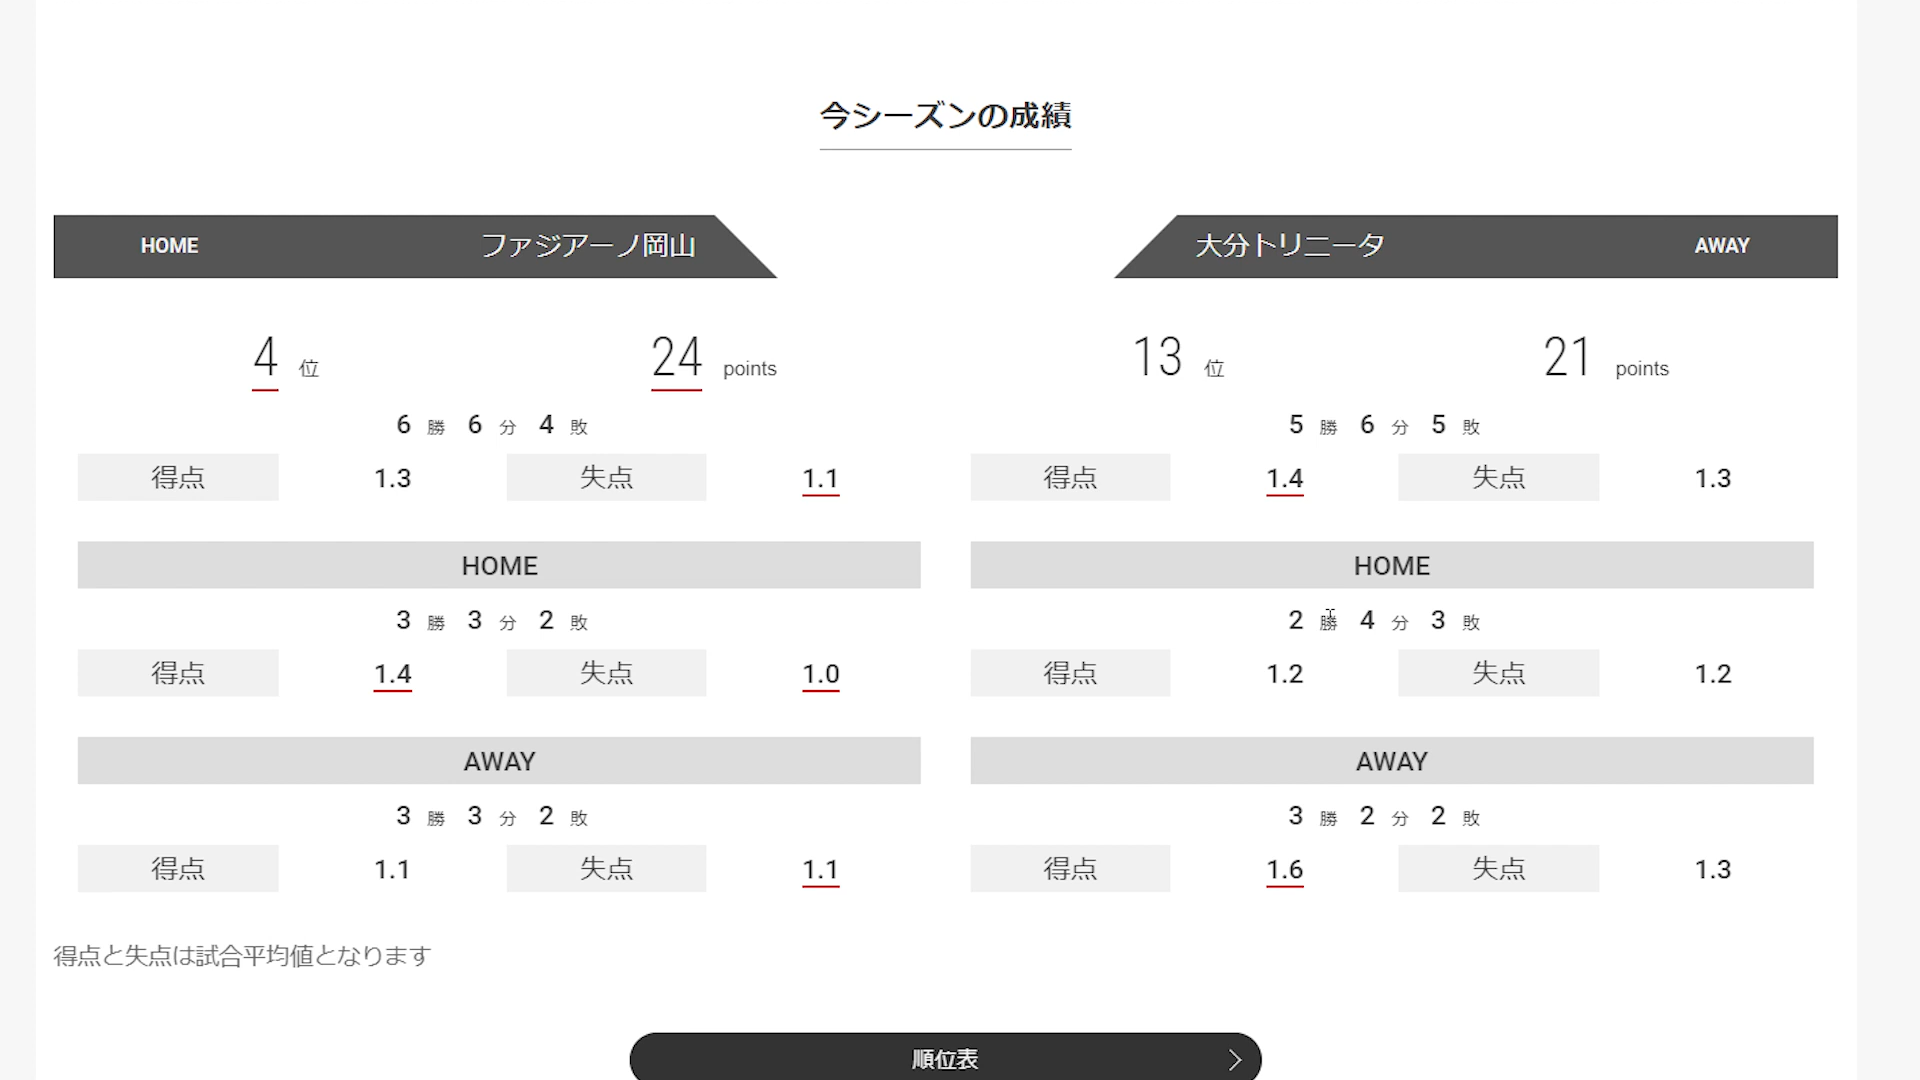 今シーズンの成績
HOME ファジアーノ岡山
大分トリニータ AWAY
4 位 24 points
13 位 21 points
6 勝 6 分 4 敗
5 勝 6 分 5 敗
得点 1.3 失点 1.1
得点 1.4 失点 1.3
HOME
HOME
3 勝 3 分 2 敗
2 勝 4 分 3 敗
得点 1.4 失点 1.0
得点 1.2 失点 1.2
AWAY
AWAY
3 勝 3 分 2 敗
3 勝 2 分 2 敗
得点 1.1 失点 1.1
得点 1.6 失点 1.3
得点と失点は試合平均値となります
順位表